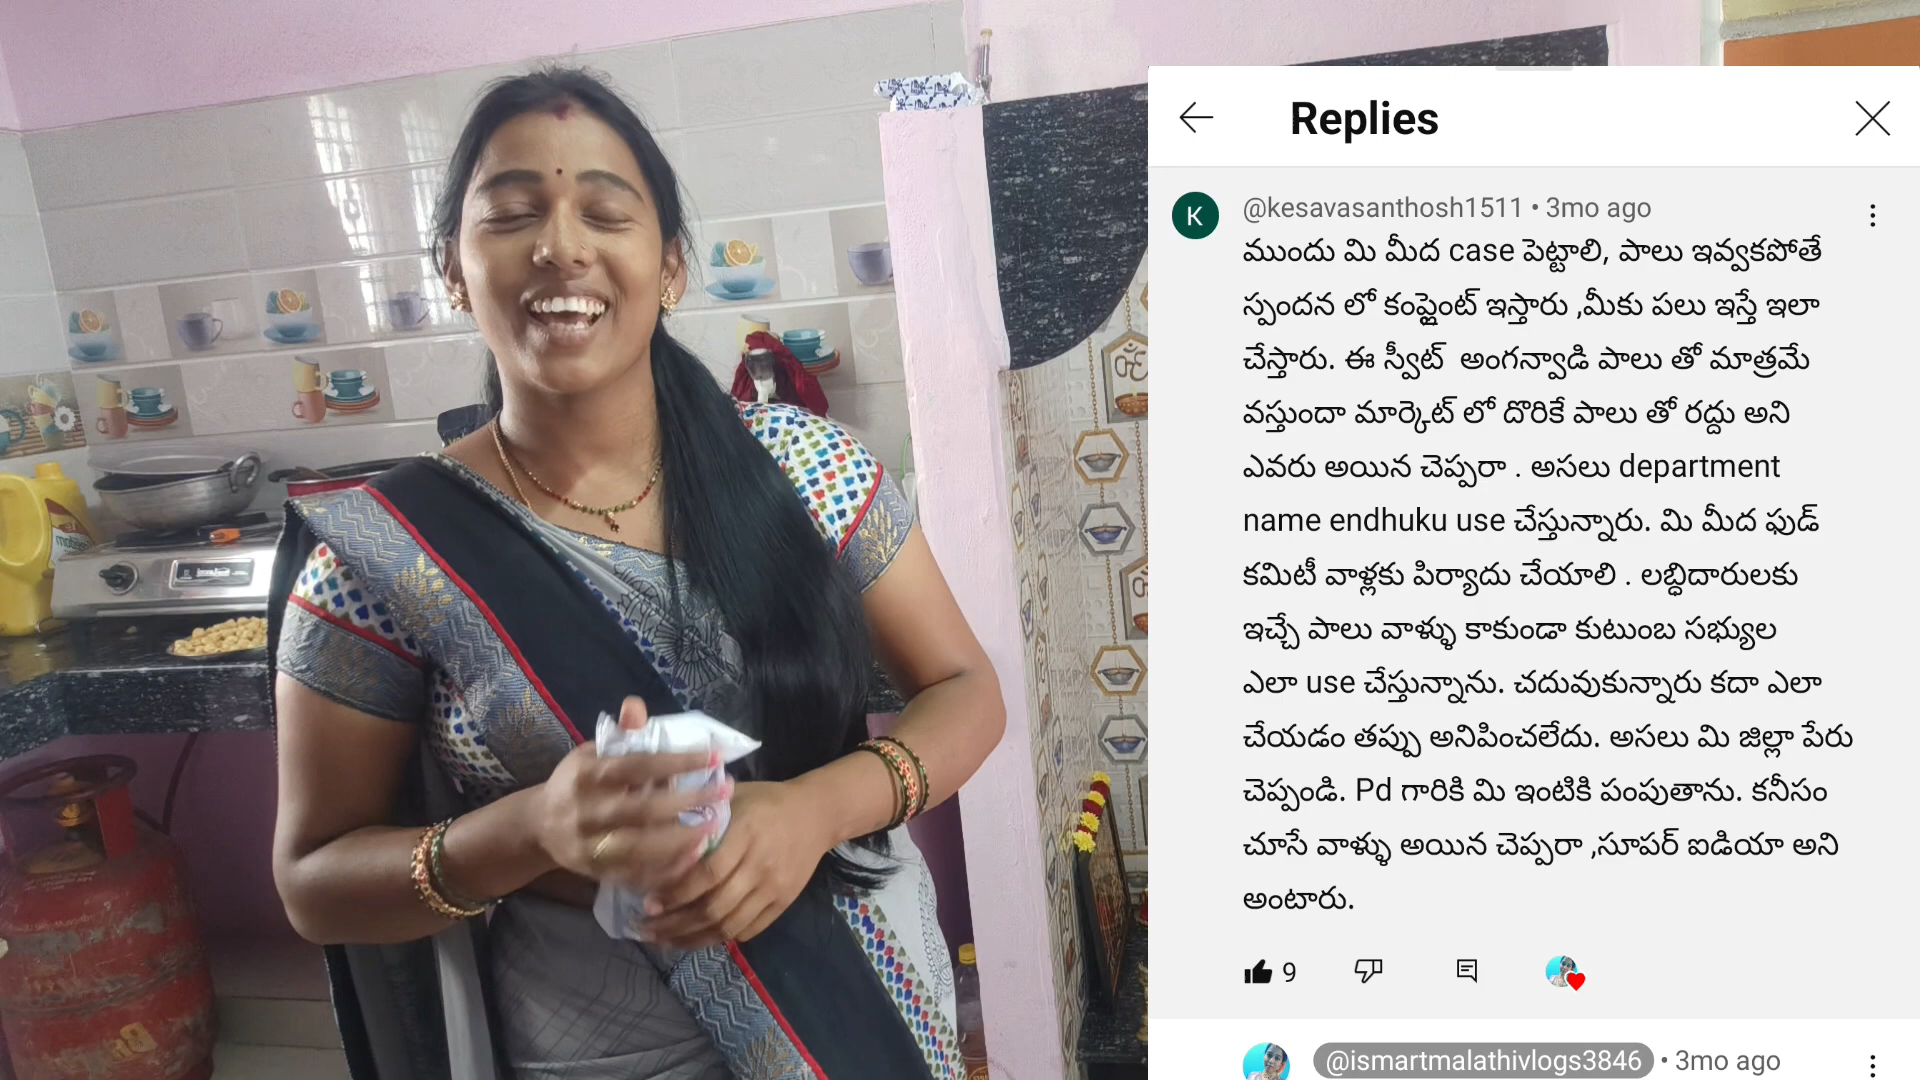 Replies
K
@kesavasanthosh1511 • 3mo ago
ముందు మి మీద case పెట్టాలి, పాలు ఇవ్వకపోతే
స్పందన లో కంప్లైంట్ ఇస్తారు ,మీకు పలు ఇస్తే ఇలా
చేస్తారు. ఈ స్వీట్ అంగన్వాడి పాలు తో మాత్రమే
వస్తుందా మార్కెట్ లో దొరికే పాలు తో రద్దు అని
ఎవరు అయిన చెప్పరా . అసలు department
name endhuku use చేస్తున్నారు. మి మీద ఫుడ్
కమిటీ వాళ్లకు పిర్యాదు చేయాలి . లబ్ధిదారులకు
ఇచ్చే పాలు వాళ్ళు కాకుండా కుటుంబ సభ్యుల
ఎలా use చేస్తున్నాను. చదువుకున్నారు కదా ఎలా
చేయడం తప్పు అనిపించలేదు. అసలు మి జిల్లా పేరు
చెప్పండి. Pd గారికి మి ఇంటికి పంపుతాను. కనీసం
చూసే వాళ్ళు అయిన చెప్పరా ,సూపర్ ఐడియా అని
అంటారు.
9
@ismartmalathivlogs3846 • 3mo ago